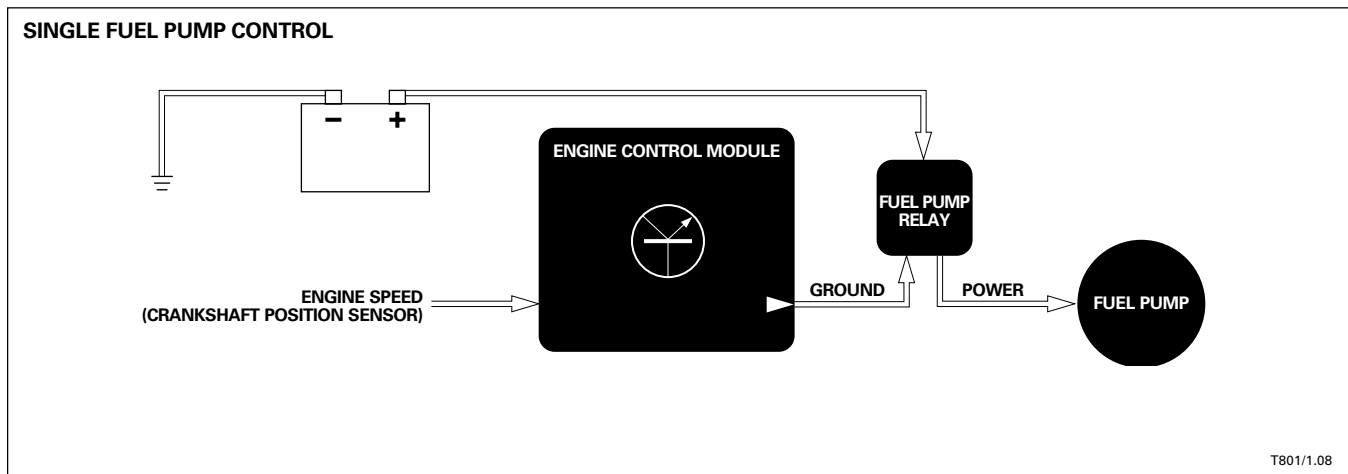 SINGLE FUEL PUMP CONTROL
− +
ENGINE CONTROL MODULE
FUEL PUMP
RELAY
ENGINE SPEED
(CRANKSHAFT POSITION SENSOR)
GROUND
POWER
FUEL PUMP
T801/1.08